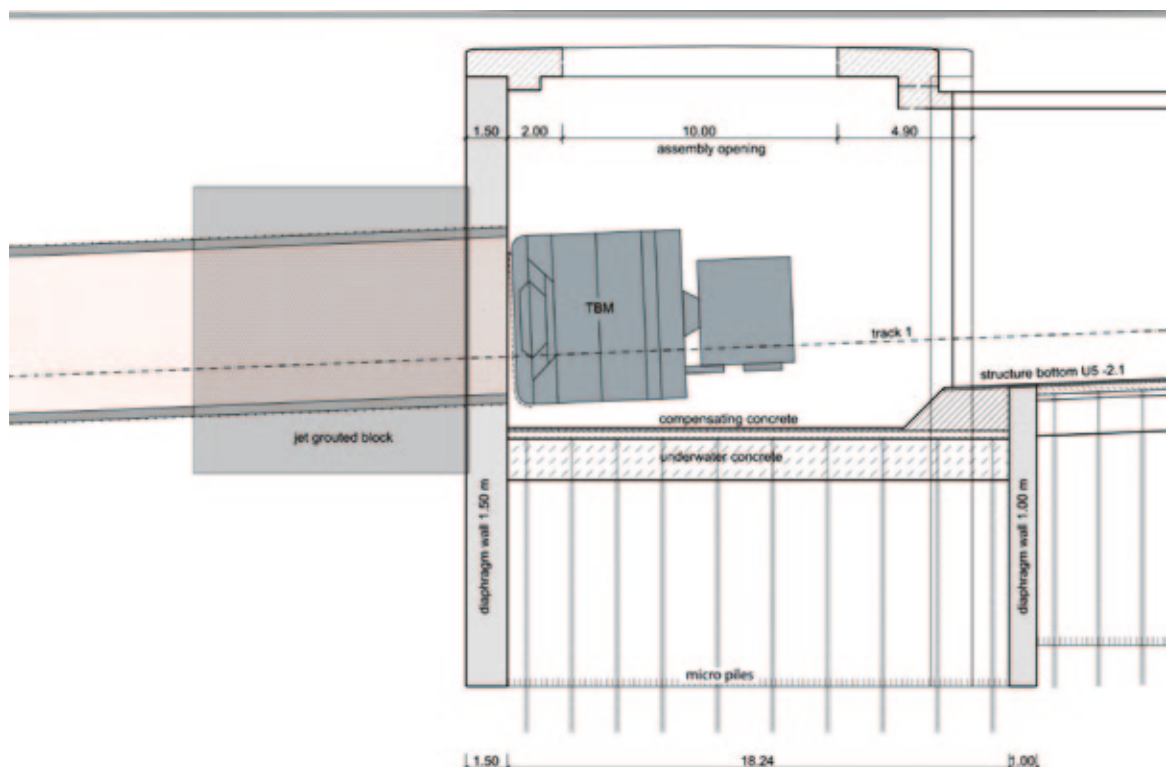 1.50 2.00 10.00 4.90
assembly opening
TBM
track 1
structure bottom U5 -2.1
compensating concrete
jet grouted block
underwater concrete
diaphragm wall 1.50 m
diaphragm wall 1.00 m
micro piles
1.50 18.24 1.00